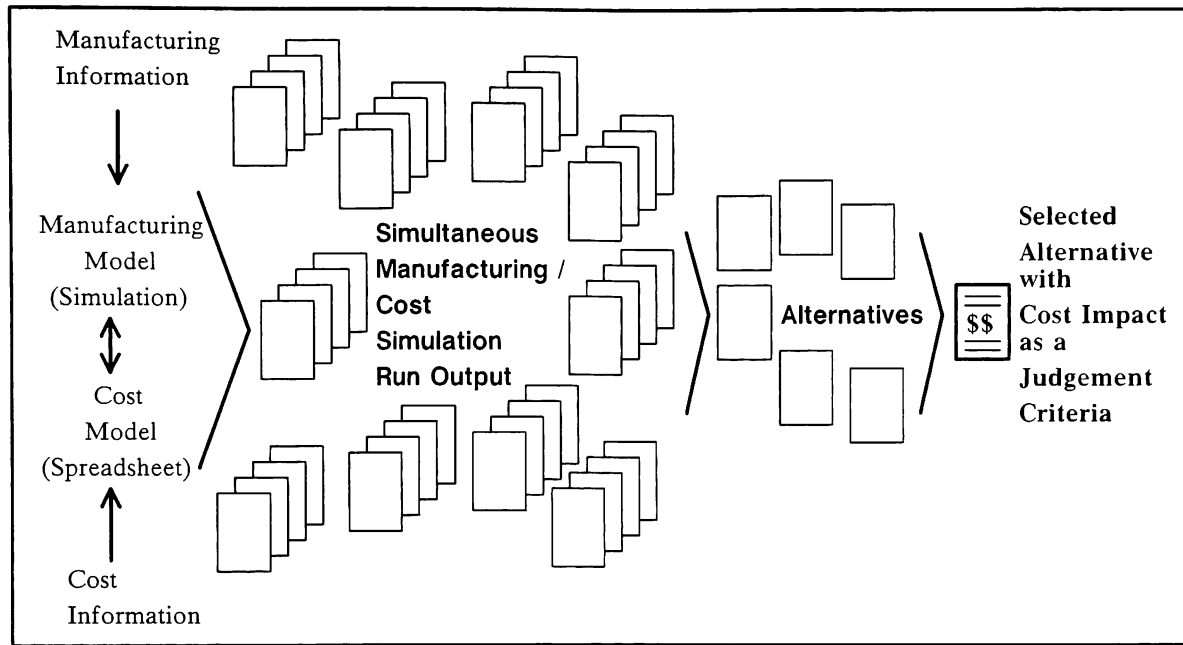 Manufacturing
Information
Manufacturing
Model
(Simulation)
Cost
Model
(Spreadsheet)
Cost
Information
Simultaneous
Manufacturing /
Cost
Simulation
Run Output
Alternatives
$$
Selected
Alternative
with
Cost Impact
as a
Judgement
Criteria